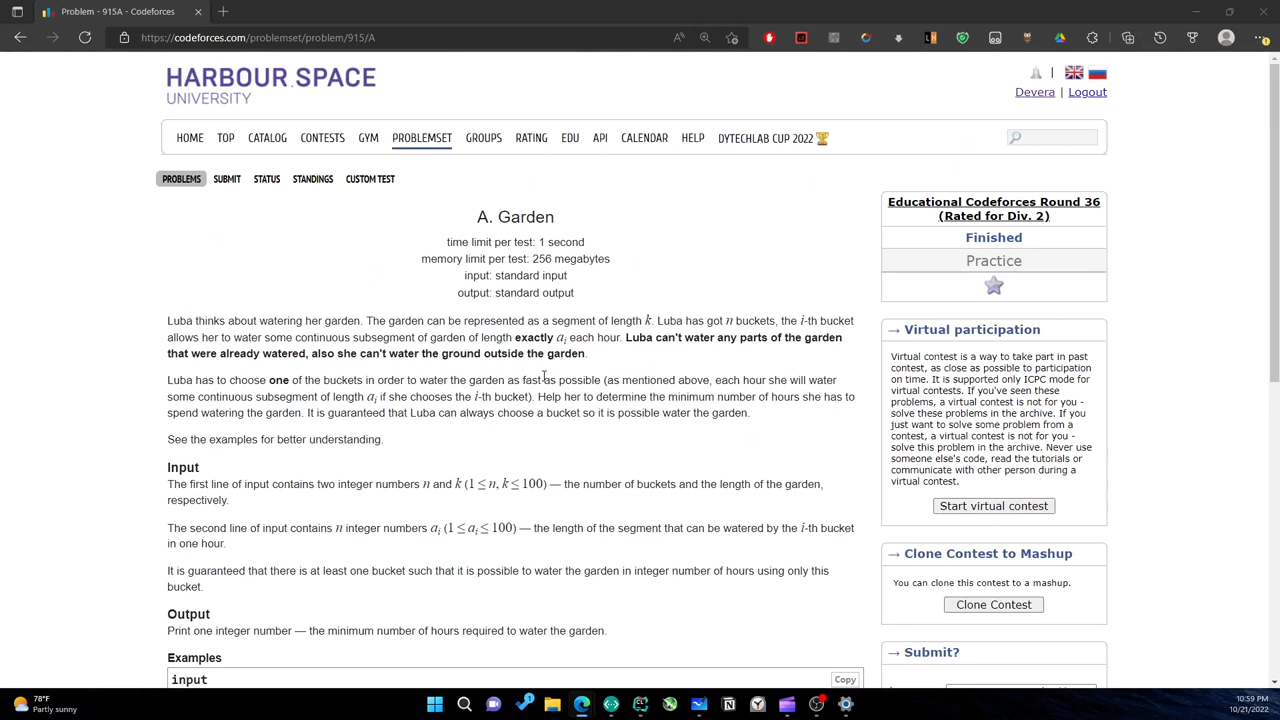 Problem - 915A - Codeforces
https://codeforces.com/problemset/problem/915/A
HARBOUR.SPACE
UNIVERSITY
Devera | Logout
HOME TOP CATALOG CONTESTS GYM PROBLEMSET GROUPS RATING EDU API CALENDAR HELP DYTECHLAB CUP 2022
PROBLEMS SUBMIT STATUS STANDINGS CUSTOM TEST
A. Garden
time limit per test: 1 second
memory limit per test: 256 megabytes
input: standard input
output: standard output
Luba thinks about watering her garden. The garden can be represented as a segment of length k. Luba has got n buckets, the i-th bucket
allows her to water some continuous subsegment of garden of length exactly ai each hour. Luba can't water any parts of the garden
that were already watered, also she can't water the ground outside the garden.
Luba has to choose one of the buckets in order to water the garden as fast as possible (as mentioned above, each hour she will water
some continuous subsegment of length ai if she chooses the i-th bucket). Help her to determine the minimum number of hours she has to
spend watering the garden. It is guaranteed that Luba can always choose a bucket so it is possible water the garden.
See the examples for better understanding.
Input
The first line of input contains two integer numbers n and k (1 ≤ n, k ≤ 100) — the number of buckets and the length of the garden,
respectively.
The second line of input contains n integer numbers ai (1 ≤ ai ≤ 100) — the length of the segment that can be watered by the i-th bucket
in one hour.
It is guaranteed that there is at least one bucket such that it is possible to water the garden in integer number of hours using only this
bucket.
Output
Print one integer number — the minimum number of hours required to water the garden.
Examples
input
Copy
Educational Codeforces Round 36
(Rated for Div. 2)
Finished
Practice
→ Virtual participation
Virtual contest is a way to take part in past
contest, as close as possible to participation
on time. It is supported only ICPC mode for
virtual contests. If you've seen these
problems, a virtual contest is not for you -
solve these problems in the archive. If you
just want to solve some problem from a
contest, a virtual contest is not for you -
solve this problem in the archive. Never use
someone else's code, read the tutorials or
communicate with other person during a
virtual contest.
Start virtual contest
→ Clone Contest to Mashup
You can clone this contest to a mashup.
Clone Contest
→ Submit?
78°F
Partly sunny
10:59 PM
10/21/2022